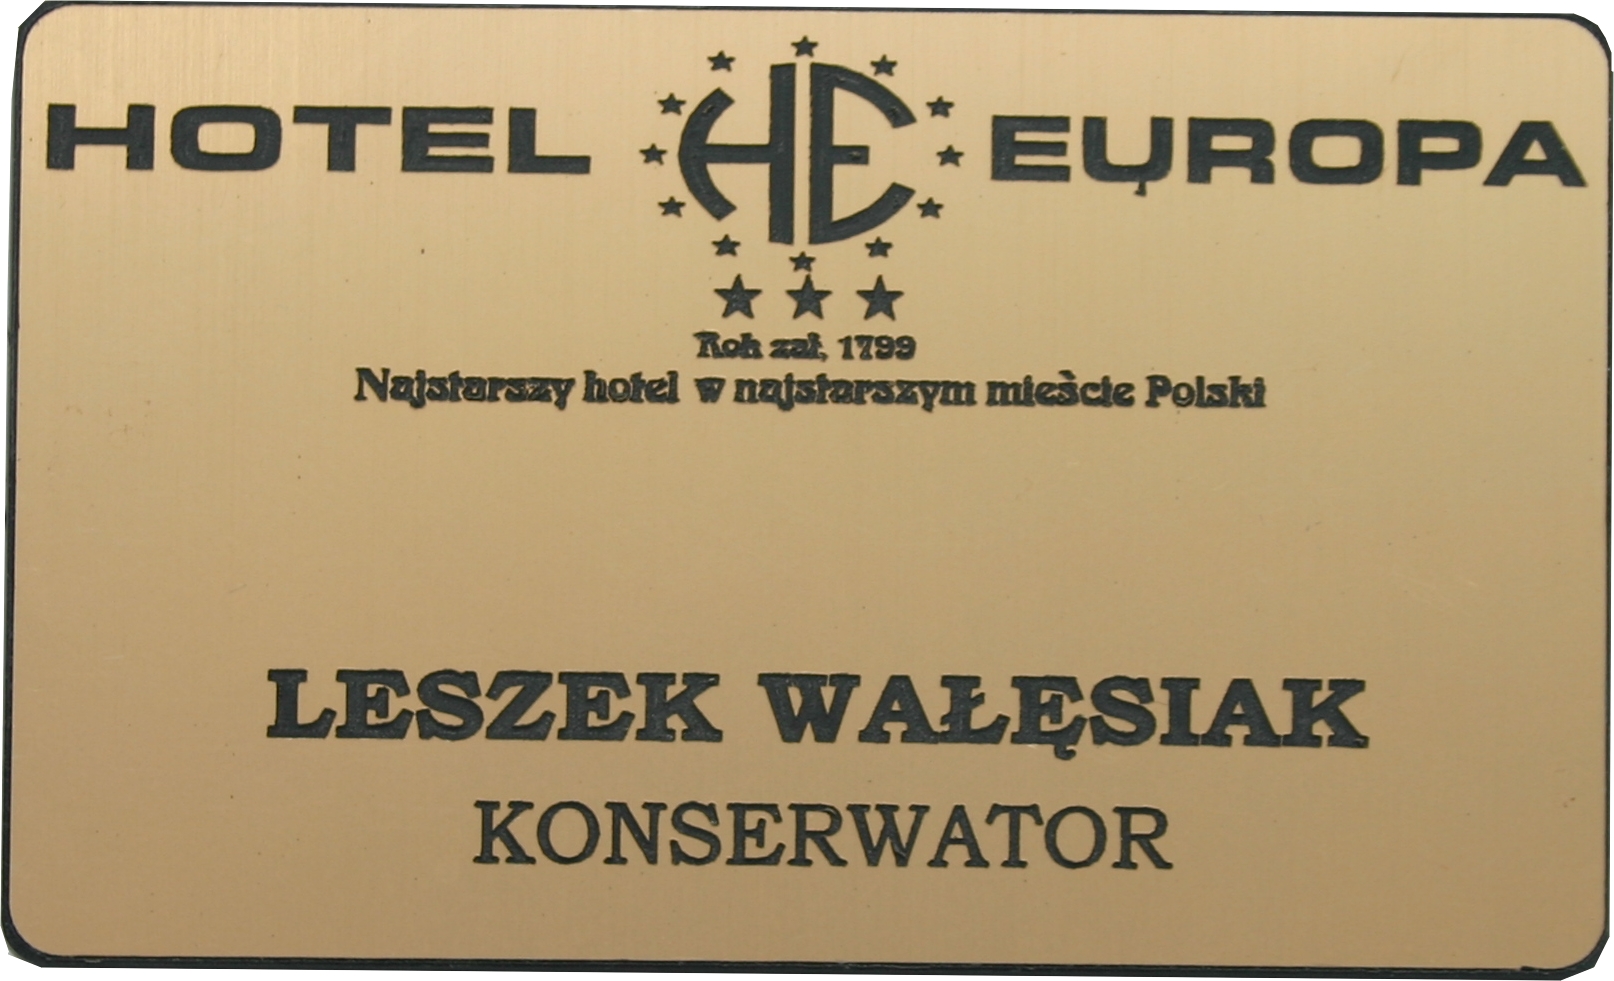 HOTEL HE EUROPA
Rok zał. 1799
Najstarszy hotel w najstarszym mieście Polski
LESZEK WAŁĘSIAK
KONSERWATOR